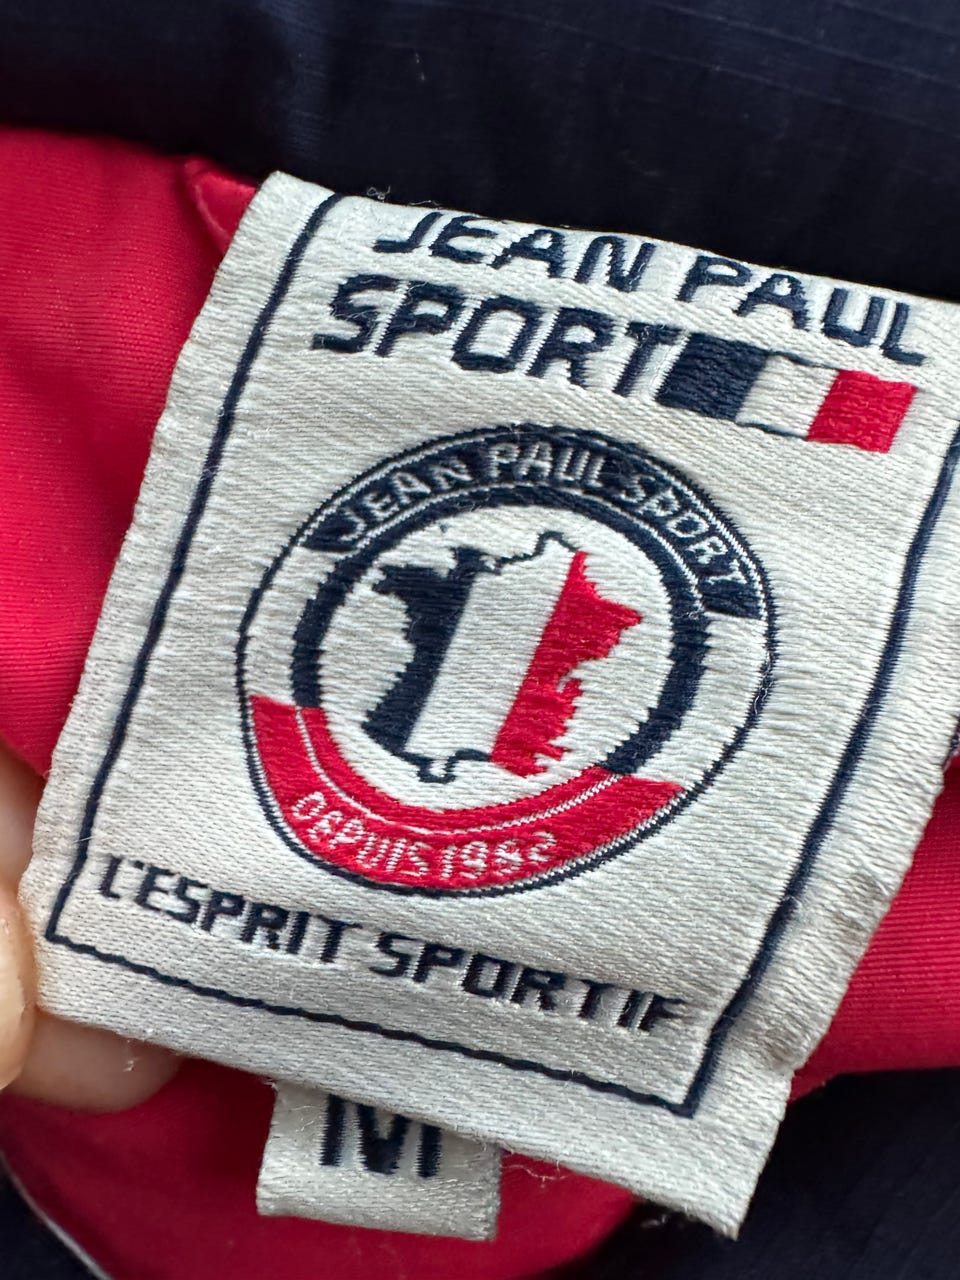 JEAN PAUL
SPORT
JEAN PAUL SPORT
DEPUIS 1982
L'ESPRIT SPORTIF
M